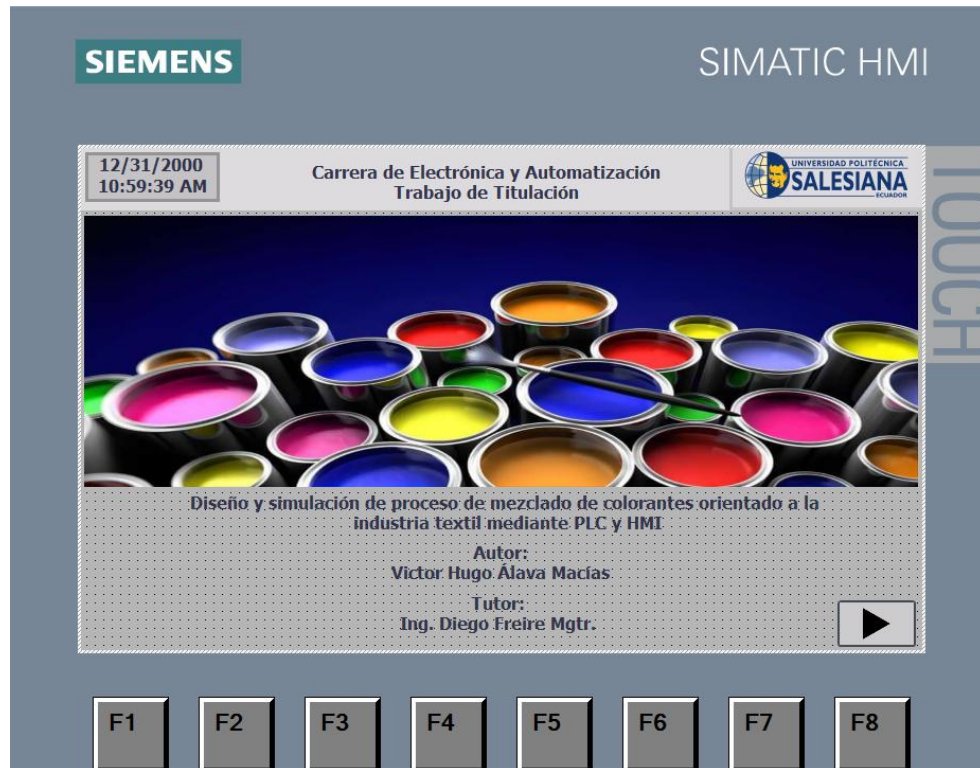 SIEMENS
SIMATIC HMI
12/31/2000
10:59:39 AM
Carrera de Electrónica y Automatización
Trabajo de Titulación
UNIVERSIDAD POLITÉCNICA
SALESIANA
ECUADOR
TOUCH
Diseño y simulación de proceso de mezclado de colorantes orientado a la
industria textil mediante PLC y HMI
Autor:
Victor Hugo Álava Macías
Tutor:
Ing. Diego Freire Mgtr.
F1 F2 F3 F4 F5 F6 F7 F8